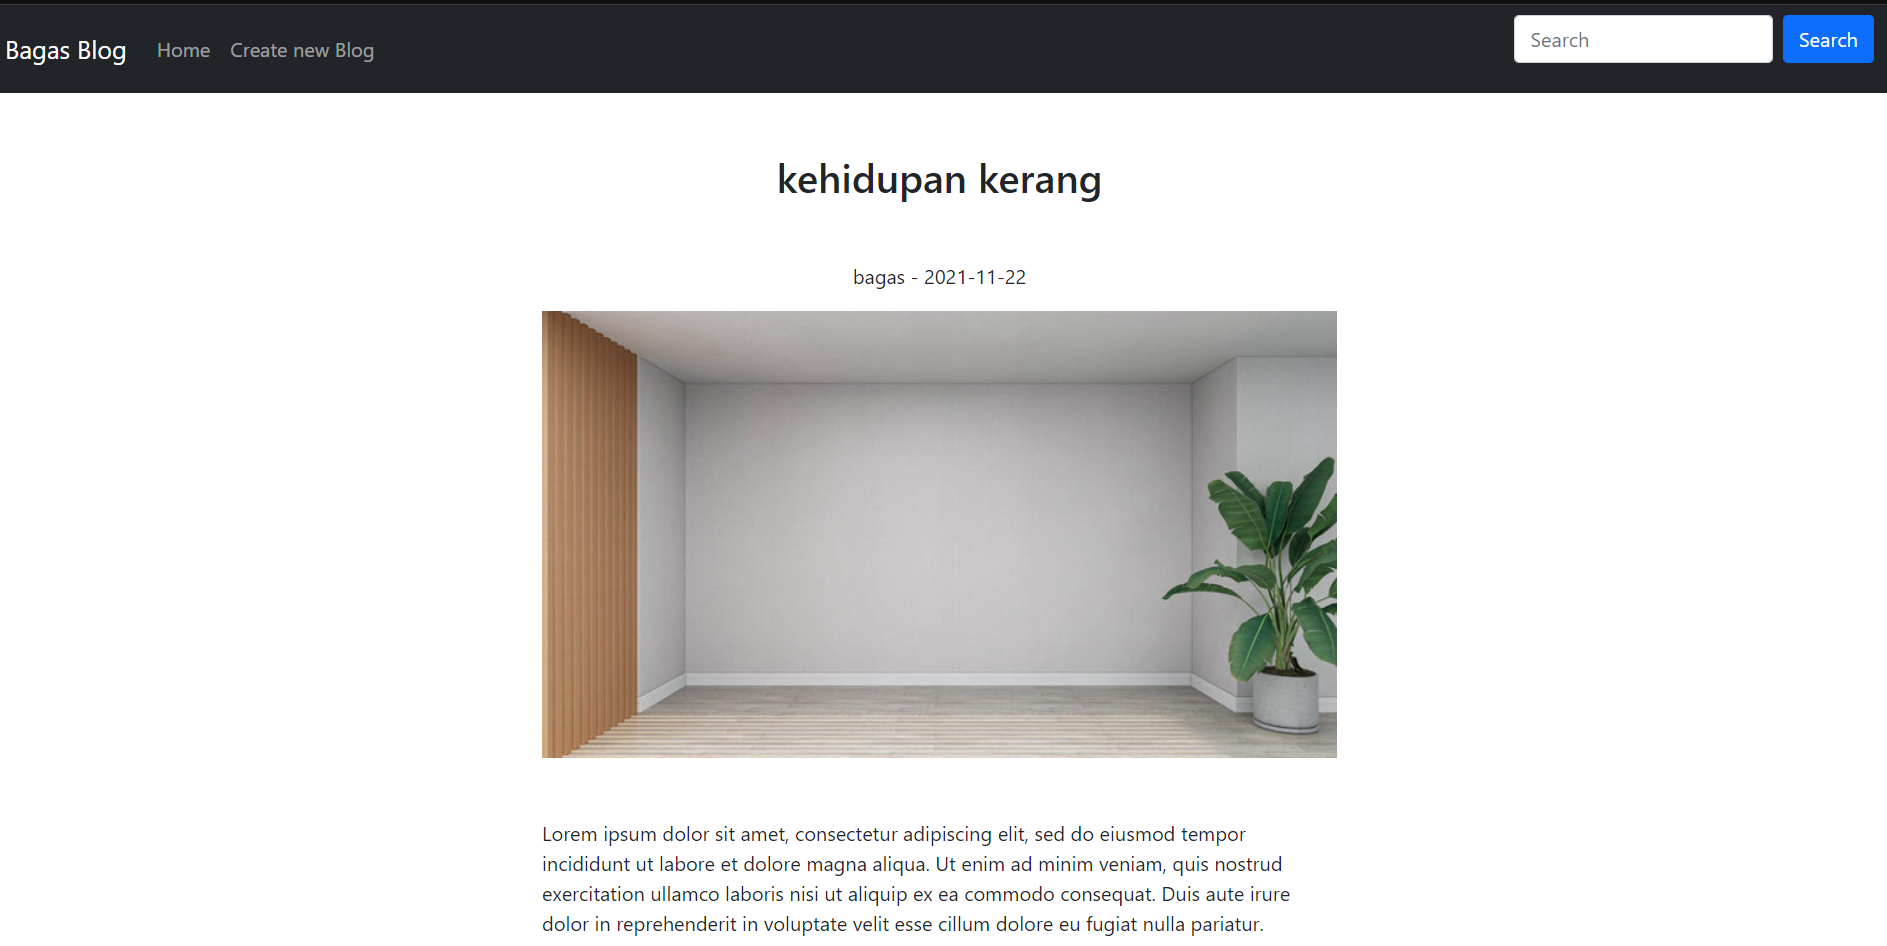 Bagas Blog Home Create new Blog Search Search
kehidupan kerang
bagas - 2021-11-22
Lorem ipsum dolor sit amet, consectetur adipiscing elit, sed do eiusmod tempor
incididunt ut labore et dolore magna aliqua. Ut enim ad minim veniam, quis nostrud
exercitation ullamco laboris nisi ut aliquip ex ea commodo consequat. Duis aute irure
dolor in reprehenderit in voluptate velit esse cillum dolore eu fugiat nulla pariatur.